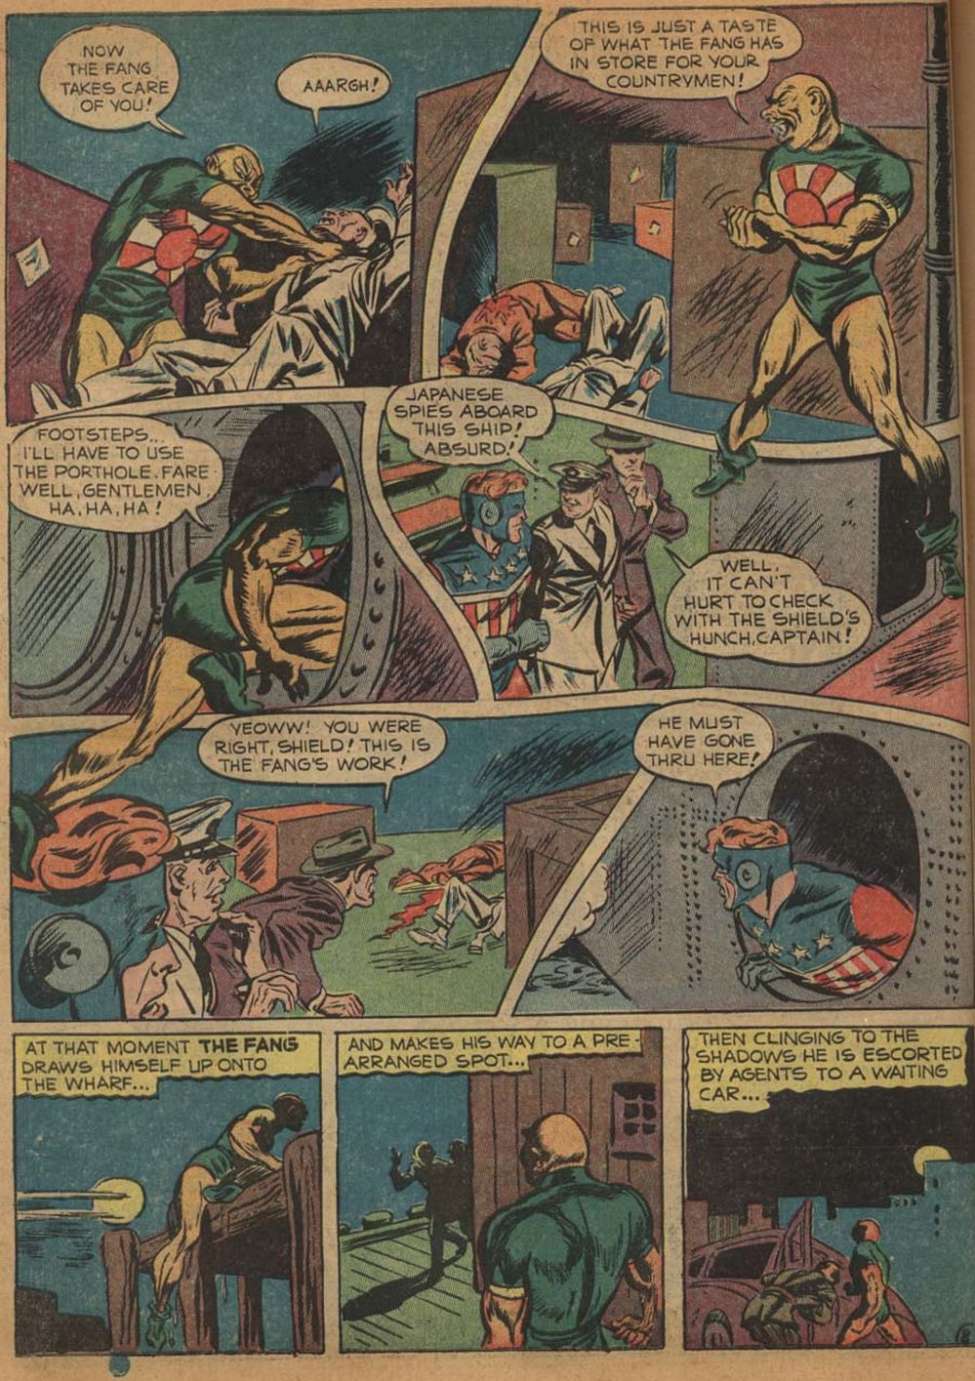 NOW
THE FANG
TAKES CARE
OF YOU!
AAARGH!
THIS IS JUST A TASTE
OF WHAT THE FANG HAS
IN STORE FOR YOUR
COUNTRYMEN!
FOOTSTEPS...
I'LL HAVE TO USE
THE PORTHOLE. FARE-
WELL, GENTLEMEN.
HA, HA, HA!
JAPANESE
SPIES ABOARD
THIS SHIP!
ABSURD!
WELL,
IT CAN'T
HURT TO CHECK
WITH THE SHIELD'S
HUNCH, CAPTAIN!
YEOWW! YOU WERE
RIGHT, SHIELD! THIS IS
THE FANG'S WORK!
HE MUST
HAVE GONE
THRU HERE!
AT THAT MOMENT THE FANG
DRAWS HIMSELF UP ONTO
THE WHARF...
AND MAKES HIS WAY TO A PRE-
ARRANGED SPOT...
THEN CLINGING TO THE
SHADOWS HE IS ESCORTED
BY AGENTS TO A WAITING
CAR...